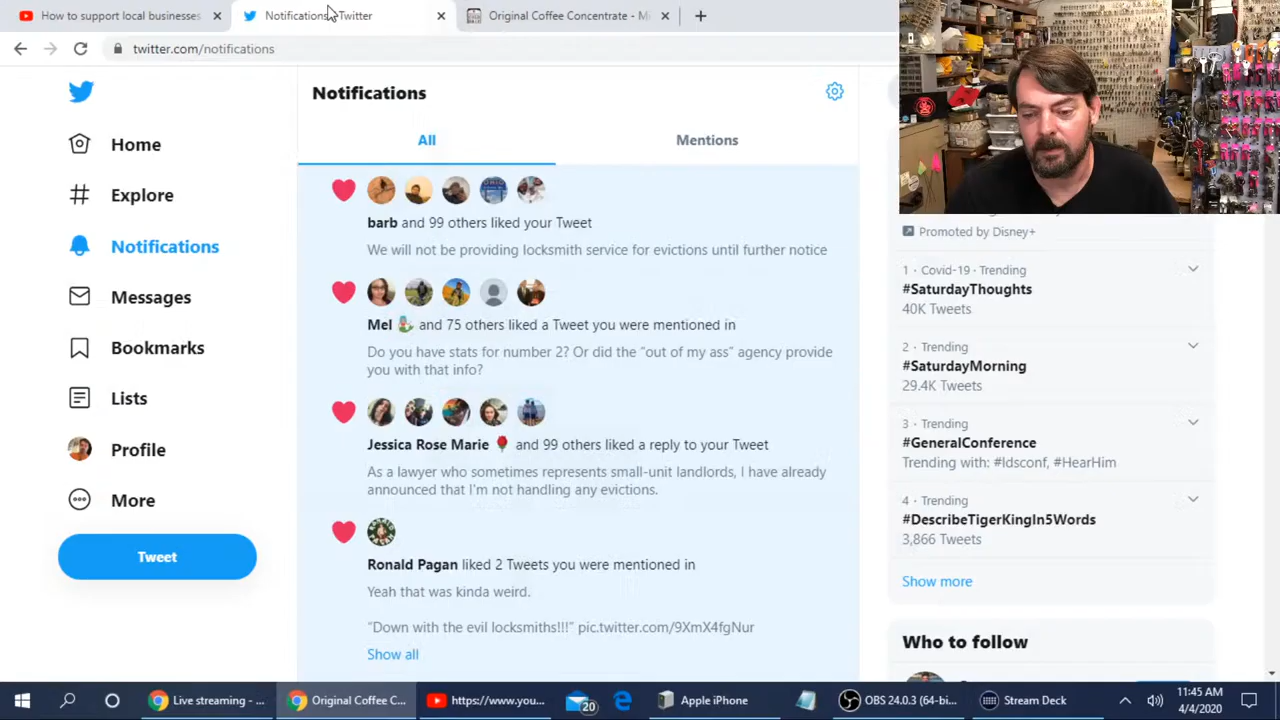 How to support local businesses
Notifications / Twitter
Original Coffee Concentrate - M
twitter.com/notifications
Home
Explore
Notifications
Messages
Bookmarks
Lists
Profile
More
Tweet
Notifications
All
Mentions
barb and 99 others liked your Tweet
We will not be providing locksmith service for evictions until further notice
Mel and 75 others liked a Tweet you were mentioned in
Do you have stats for number 2? Or did the “out of my ass” agency provide
you with that info?
Jessica Rose Marie 🌹 and 99 others liked a reply to your Tweet
As a lawyer who sometimes represents small-unit landlords, I have already
announced that I'm not handling any evictions.
Ronald Pagan liked 2 Tweets you were mentioned in
Yeah that was kinda weird.
“Down with the evil locksmiths!!!” pic.twitter.com/9XmX4fgNur
Show all
Promoted by Disney+
1 · Covid-19 · Trending
#SaturdayThoughts
40K Tweets
2 · Trending
#SaturdayMorning
29.4K Tweets
3 · Trending
#GeneralConference
Trending with: #ldsconf, #HearHim
4 · Trending
#DescribeTigerKingIn5Words
3,866 Tweets
Show more
Who to follow
Live streaming - ...
Original Coffee C...
https://www.you...
20
Apple iPhone
OBS 24.0.3 (64-bi...
Stream Deck
11:45 AM
4/4/2020